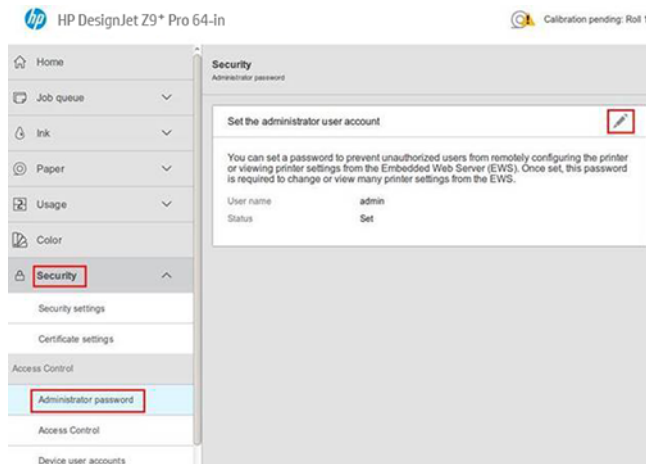 hp HP DesignJet Z9+ Pro 64-in
Calibration pending: Roll 1
Home
Job queue
Ink
Paper
Usage
Color
Security
Security settings
Certificate settings
Access Control
Administrator password
Access Control
Device user accounts
Security
Administrator password
Set the administrator user account
You can set a password to prevent unauthorized users from remotely configuring the printer
or viewing printer settings from the Embedded Web Server (EWS). Once set, this password
is required to change or view many printer settings from the EWS.
User name admin
Status Set